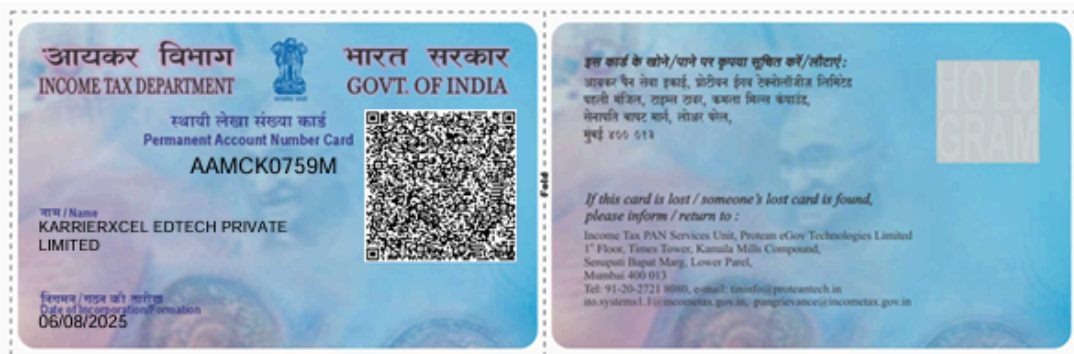 आयकर विभाग
INCOME TAX DEPARTMENT
भारत सरकार
GOVT. OF INDIA
स्थायी लेखा संख्या कार्ड
Permanent Account Number Card
AAMCK0759M
नाम / Name
KARRIERXCEL EDTECH PRIVATE
LIMITED
निगमन / गठन की तारीख
Date of Incorporation/Formation
06/08/2025
Fold
इस कार्ड के खोने/पाने पर कृपया सूचित करें/लौटाएं :
आयकर पैन सेवा इकाई, प्रोटीयन ईगव टेक्नोलॉजीज़ लिमिटेड
पहली मंजिल, टाइम्स टावर, कमला मिल्स कंपाउंड,
सेनापति बापट मार्ग, लोअर परेल,
मुंबई ४०० ०१३
HOLO
GRAM
If this card is lost / someone's lost card is found,
please inform / return to :
Income Tax PAN Services Unit, Protean eGov Technologies Limited
1st Floor, Times Tower, Kamala Mills Compound,
Senapati Bapat Marg, Lower Parel,
Mumbai 400 013
Tel: 91-20-2721 8080, e-mail: tininfo@proteantech.in
ito.systems1.1@incometax.gov.in, pangrievance@incometax.gov.in